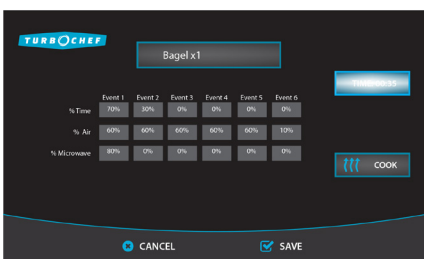 TURBOCHEF
Bagel x1
Event 1 Event 2 Event 3 Event 4 Event 5 Event 6
% Time 70% 30% 0% 0% 0% 0%
% Air 60% 60% 60% 60% 60% 10%
% Microwave 80% 0% 0% 0% 0% 0%
COOK
CANCEL SAVE